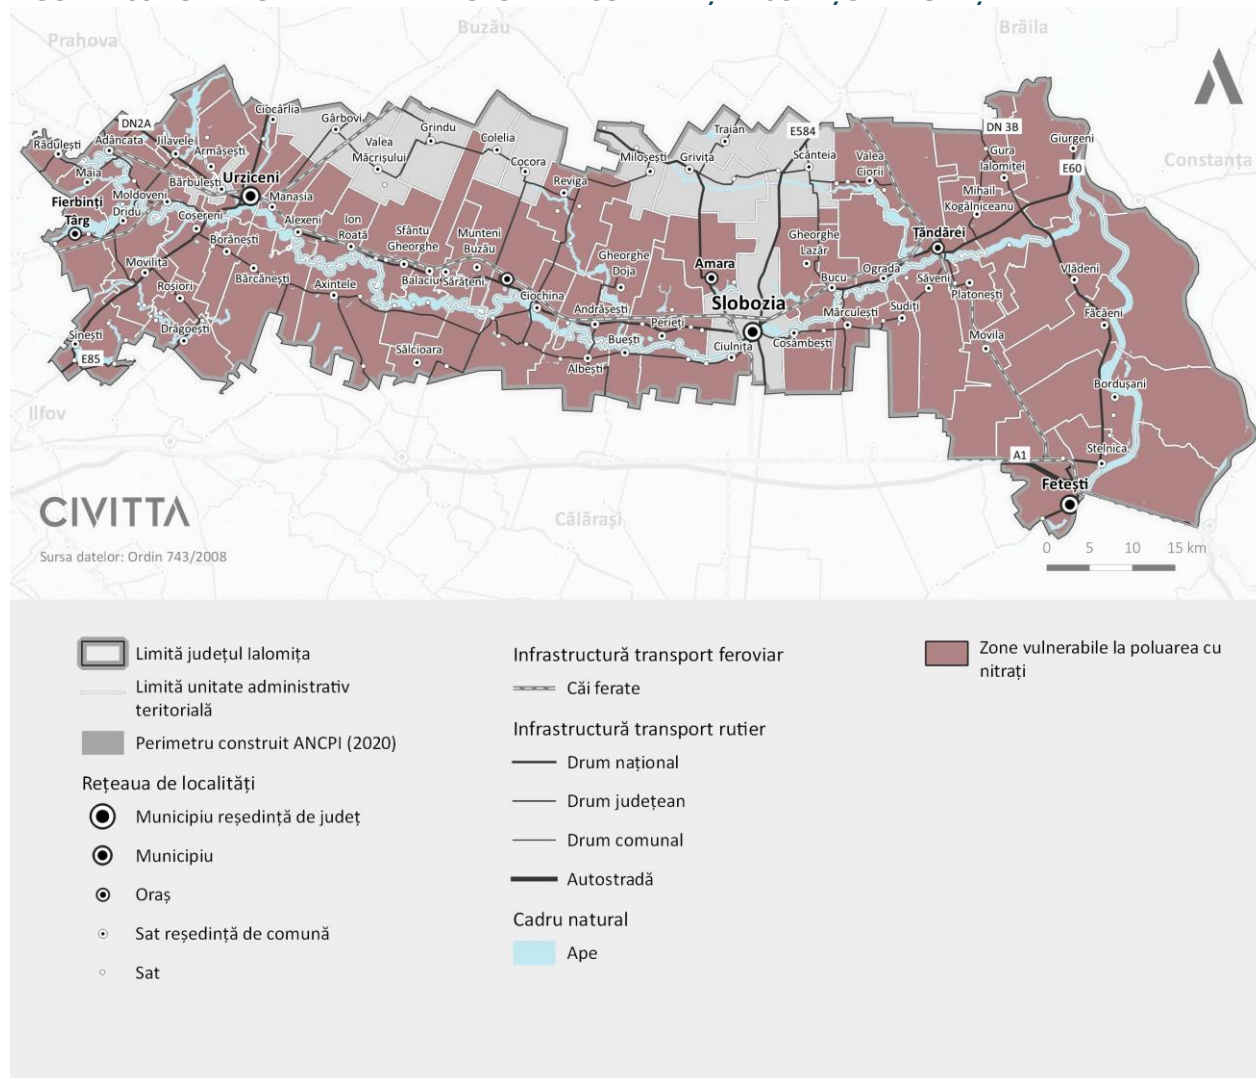 Prahova
Buzău
Brăila
Constanța
Ilfov
Călărași
DN2A
Ciocârlia
Gârbovi
Grindu
Colelia
Traian
E584
DN 3B
Giurgeni
Rădulești
Adâncata
Jilavele
Armășești
Valea
Măcrișului
Cocora
Miloșești
Grivița
Scânteia
Valea
Ciorii
Gura
Ialomiței
E60
Maia
Bărbulești
Urziceni
Manasia
Reviga
Mihail
Kogălniceanu
Fierbinți
Târg
Moldoveni
Dridu
Coșereni
Alexeni
Ion
Roată
Sfântu
Gheorghe
Munteni
Buzău
Gheorghe
Doja
Amara
Gheorghe
Lazăr
Țăndărei
Movilița
Borănești
Bărcănești
Axintele
Balaciu
Sărățeni
Ciochina
Slobozia
Bucu
Ograda
Săveni
Platonești
Vlădeni
Roșiori
Andrășești
Perieți
Mărculești
Sudiți
Făcăeni
Sinești
Drăgoești
Sălcioara
Buești
Ciulnița
Cosâmbești
Movila
E85
Albești
Bordușani
A1
Stelnica
Fetești
CIVITTA
Sursa datelor: Ordin 743/2008
0 5 10 15 km
Limită județul Ialomița
Limită unitate administrativ
teritorială
Perimetru construit ANCPI (2020)
Rețeaua de localități
Municipiu reședință de județ
Municipiu
Oraș
Sat reședință de comună
Sat
Infrastructură transport feroviar
Căi ferate
Infrastructură transport rutier
Drum național
Drum județean
Drum comunal
Autostradă
Cadru natural
Ape
Zone vulnerabile la poluarea cu
nitrați